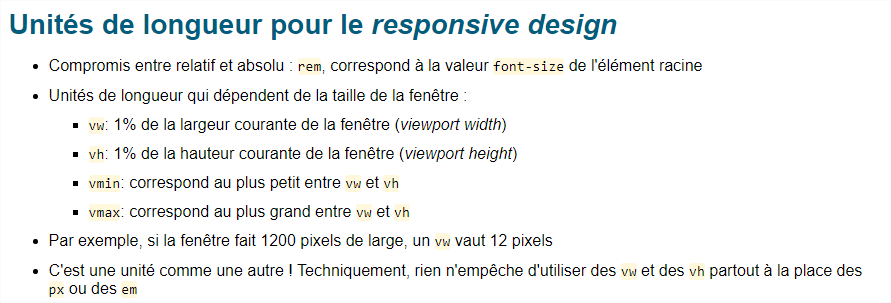 Unités de longueur pour le responsive design
Compromis entre relatif et absolu : rem, correspond à la valeur font-size de l'élément racine
Unités de longueur qui dépendent de la taille de la fenêtre :
vw: 1% de la largeur courante de la fenêtre (viewport width)
vh: 1% de la hauteur courante de la fenêtre (viewport height)
vmin: correspond au plus petit entre vw et vh
vmax: correspond au plus grand entre vw et vh
Par exemple, si la fenêtre fait 1200 pixels de large, un vw vaut 12 pixels
C'est une unité comme une autre ! Techniquement, rien n'empêche d'utiliser des vw et des vh partout à la place des
px ou des em